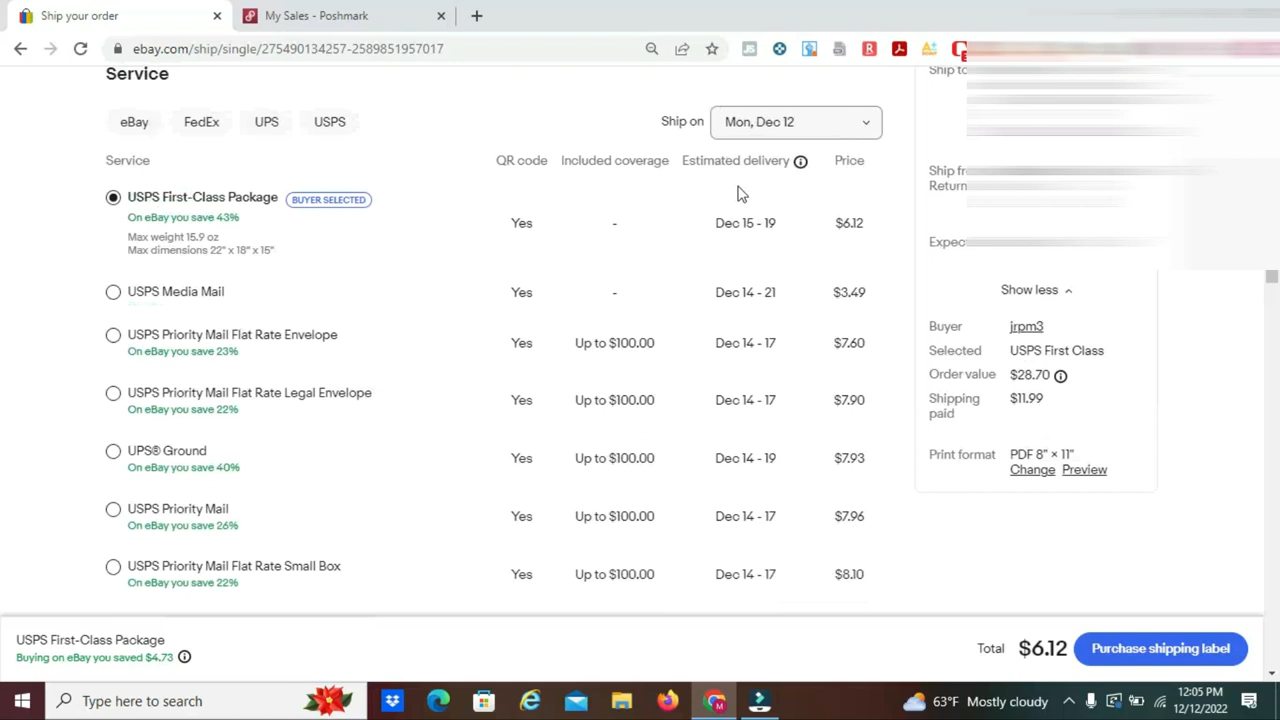 Ship your order
My Sales - Poshmark
ebay.com/ship/single/275490134257-2589851957017
Service
eBay FedEx UPS USPS Ship on Mon, Dec 12
Service QR code Included coverage Estimated delivery Price
USPS First-Class Package BUYER SELECTED
On eBay you save 43%
Max weight 15.9 oz
Max dimensions 22" x 18" x 15"
Yes - Dec 15 - 19 $6.12
USPS Media Mail Yes - Dec 14 - 21 $3.49
USPS Priority Mail Flat Rate Envelope
On eBay you save 23%
Yes Up to $100.00 Dec 14 - 17 $7.60
USPS Priority Mail Flat Rate Legal Envelope
On eBay you save 22%
Yes Up to $100.00 Dec 14 - 17 $7.90
UPS® Ground
On eBay you save 40%
Yes Up to $100.00 Dec 14 - 19 $7.93
USPS Priority Mail
On eBay you save 26%
Yes Up to $100.00 Dec 14 - 17 $7.96
USPS Priority Mail Flat Rate Small Box
On eBay you save 22%
Yes Up to $100.00 Dec 14 - 17 $8.10
Ship to
Ship fr
Return
Expec
Show less
Buyer jrpm3
Selected USPS First Class
Order value $28.70
Shipping paid $11.99
Print format PDF 8" × 11"
Change Preview
USPS First-Class Package
Buying on eBay you saved $4.73
Total $6.12 Purchase shipping label
Type here to search
63°F Mostly cloudy
12:05 PM
12/12/2022